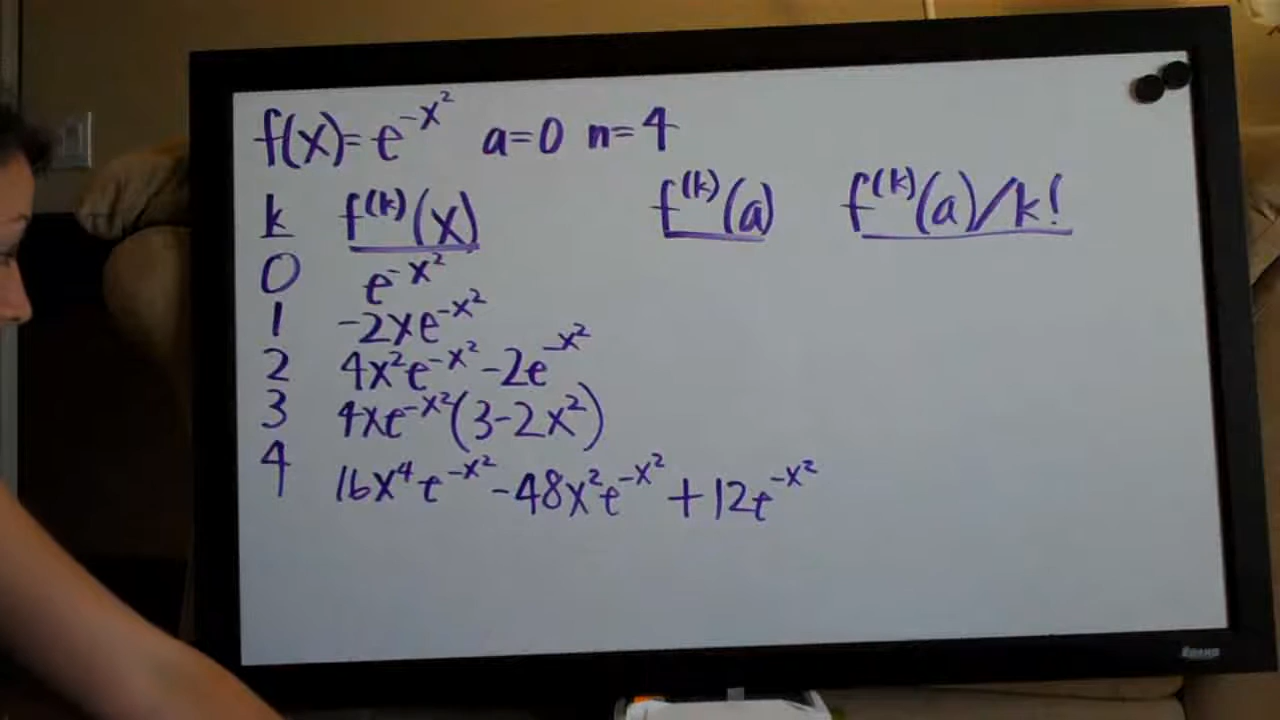 f(x)=e^{-x^2} a=0 n=4
k f^{(k)}(x) f^{(k)}(a) f^{(k)}(a)/k!
0 e^{-x^2}
1 -2xe^{-x^2}
2 4x^2e^{-x^2}-2e^{-x^2}
3 4xe^{-x^2}(3-2x^2)
4 16x^4e^{-x^2}-48x^2e^{-x^2}+12e^{-x^2}